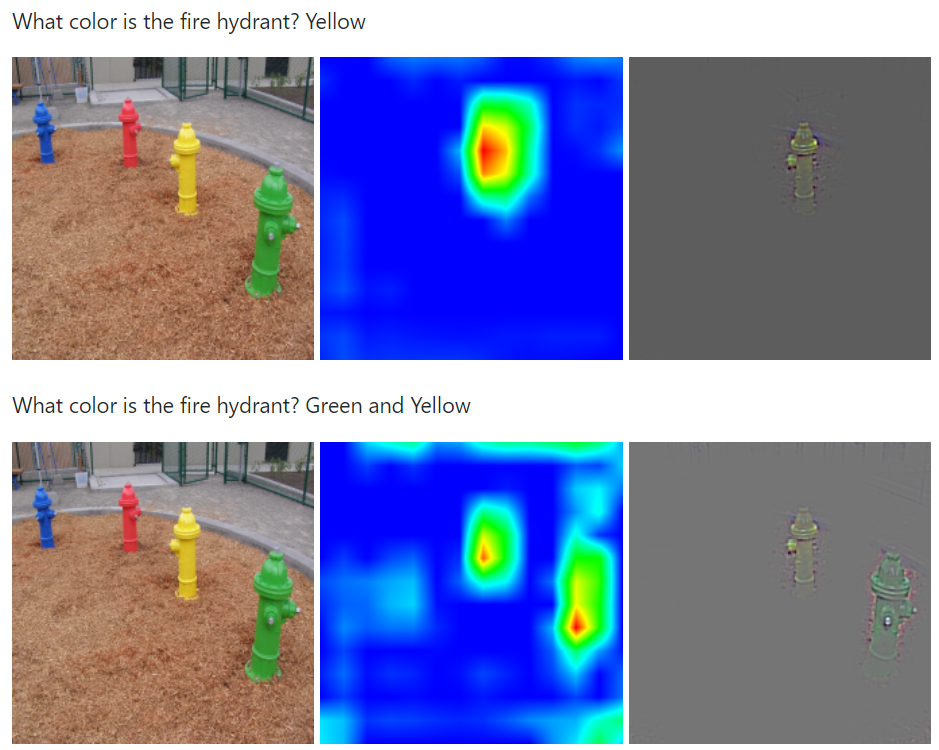 What color is the fire hydrant? Yellow
What color is the fire hydrant? Green and Yellow